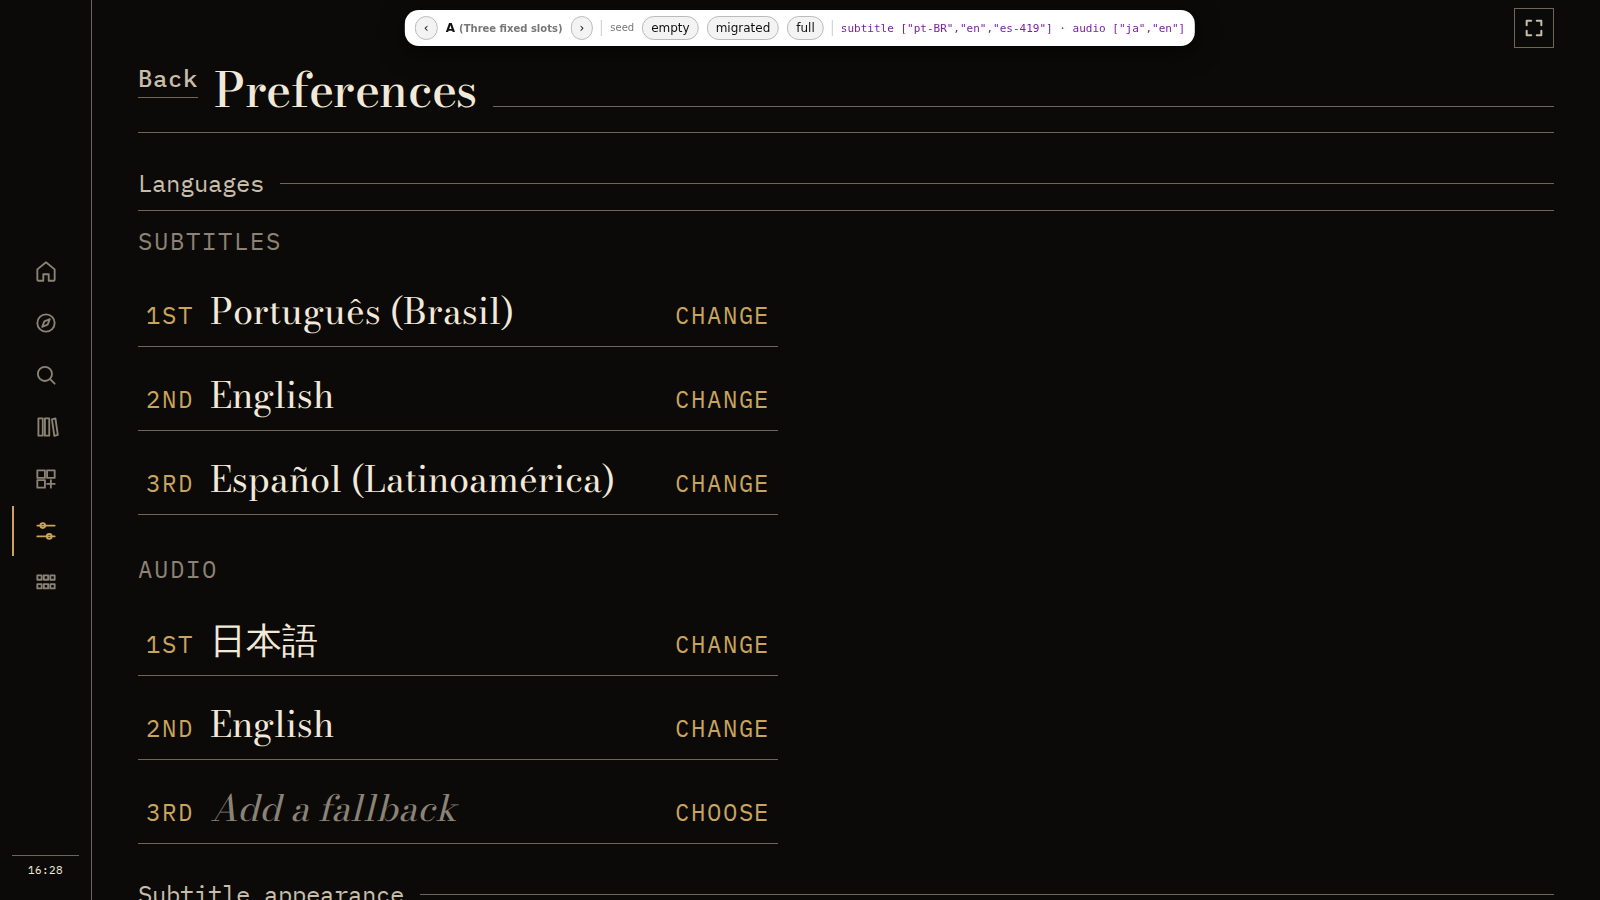 ‹ A (Three fixed slots) › seed empty migrated full subtitle ["pt-BR","en","es-419"] · audio ["ja","en"]
Back Preferences
Languages
SUBTITLES
1ST Português (Brasil) CHANGE
2ND English CHANGE
3RD Español (Latinoamérica) CHANGE
AUDIO
1ST 日本語 CHANGE
2ND English CHANGE
3RD Add a fallback CHOOSE
16:28
Subtitle appearance